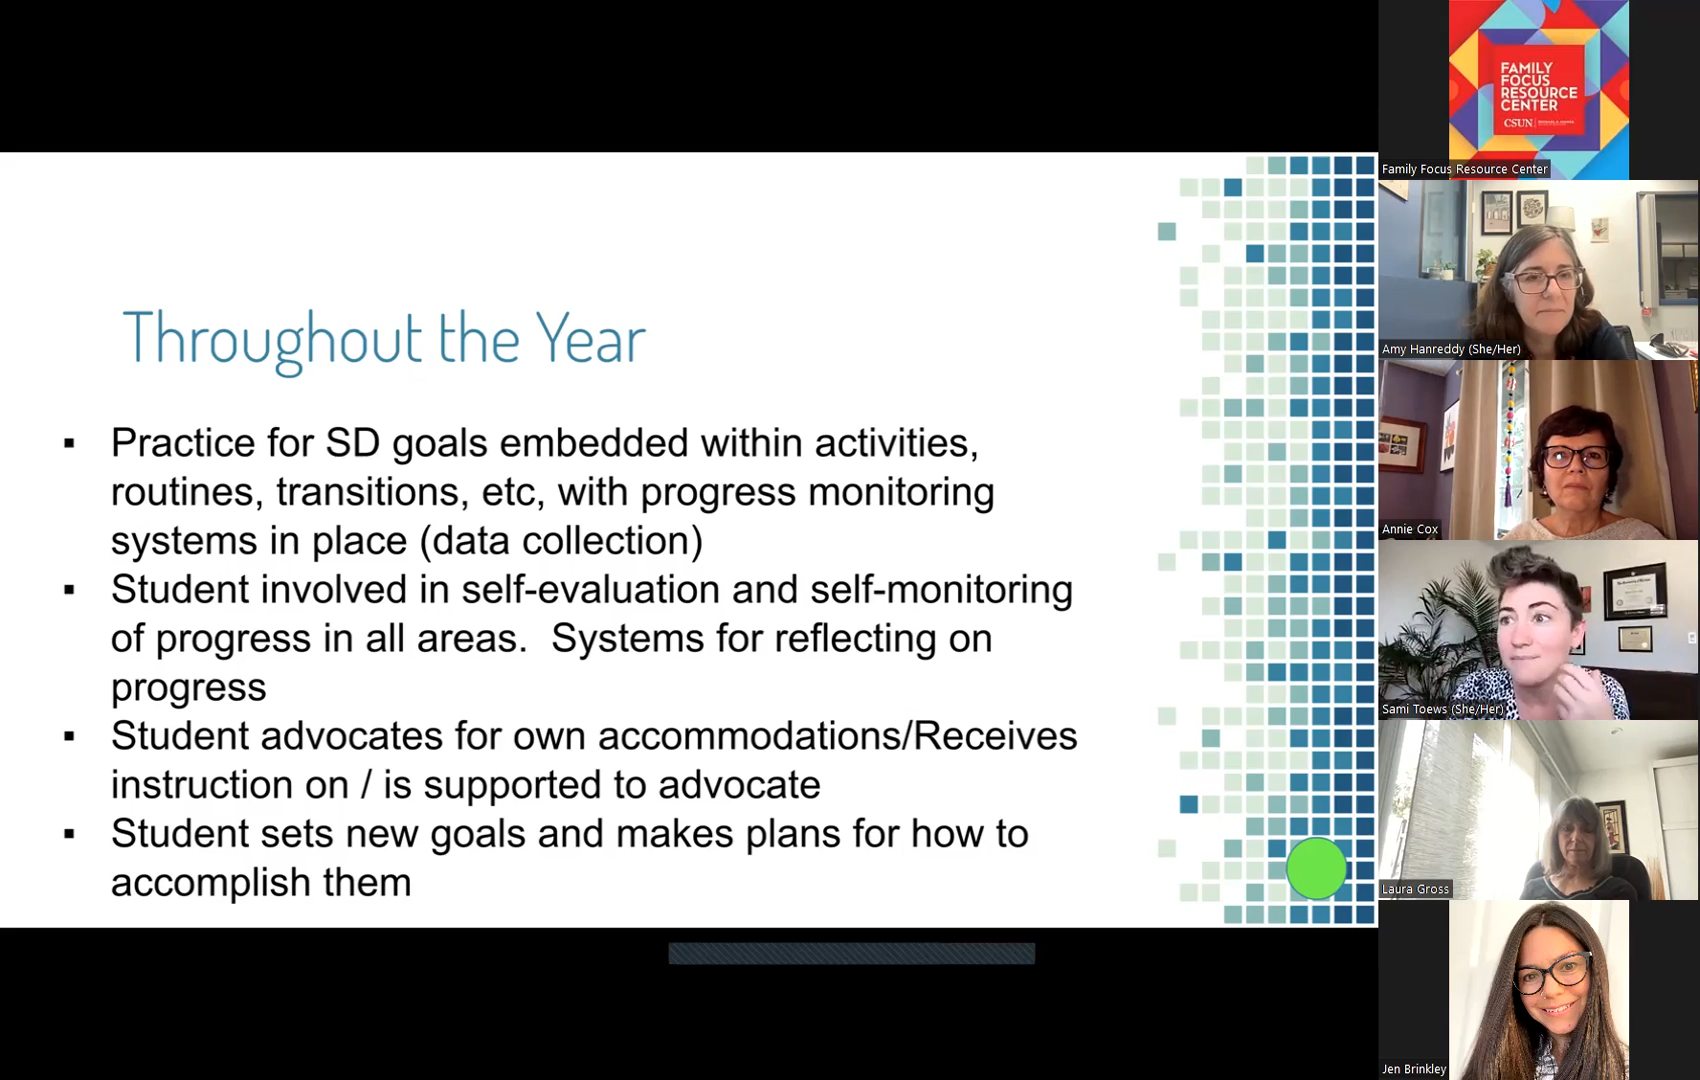 Throughout the Year
▪ Practice for SD goals embedded within activities,
routines, transitions, etc, with progress monitoring
systems in place (data collection)
▪ Student involved in self-evaluation and self-monitoring
of progress in all areas.  Systems for reflecting on
progress
▪ Student advocates for own accommodations/Receives
instruction on / is supported to advocate
▪ Student sets new goals and makes plans for how to
accomplish them
FAMILY
FOCUS
RESOURCE
CENTER
CSUN
Family Focus Resource Center
Amy Hanreddy (She/Her)
Annie Cox
Sami Toews (She/Her)
Laura Gross
Jen Brinkley